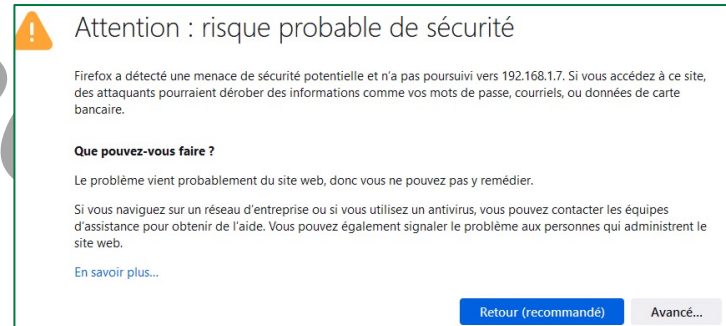 Attention : risque probable de sécurité
Firefox a détecté une menace de sécurité potentielle et n’a pas poursuivi vers 192.168.1.7. Si vous accédez à ce site,
des attaquants pourraient dérober des informations comme vos mots de passe, courriels, ou données de carte
bancaire.
Que pouvez-vous faire ?
Le problème vient probablement du site web, donc vous ne pouvez pas y remédier.
Si vous naviguez sur un réseau d’entreprise ou si vous utilisez un antivirus, vous pouvez contacter les équipes
d’assistance pour obtenir de l’aide. Vous pouvez également signaler le problème aux personnes qui administrent le
site web.
En savoir plus…
Retour (recommandé) Avancé…